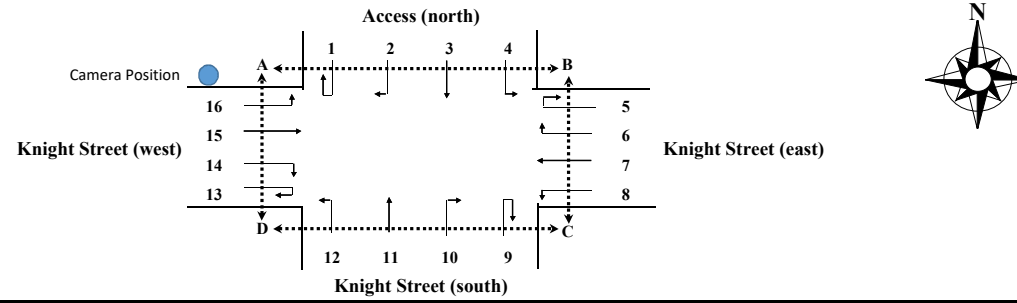 Access (north)
N
1 2 3 4
A B
Camera Position
16 5
15 6
Knight Street (west) Knight Street (east)
14 7
13 8
D C
12 11 10 9
Knight Street (south)